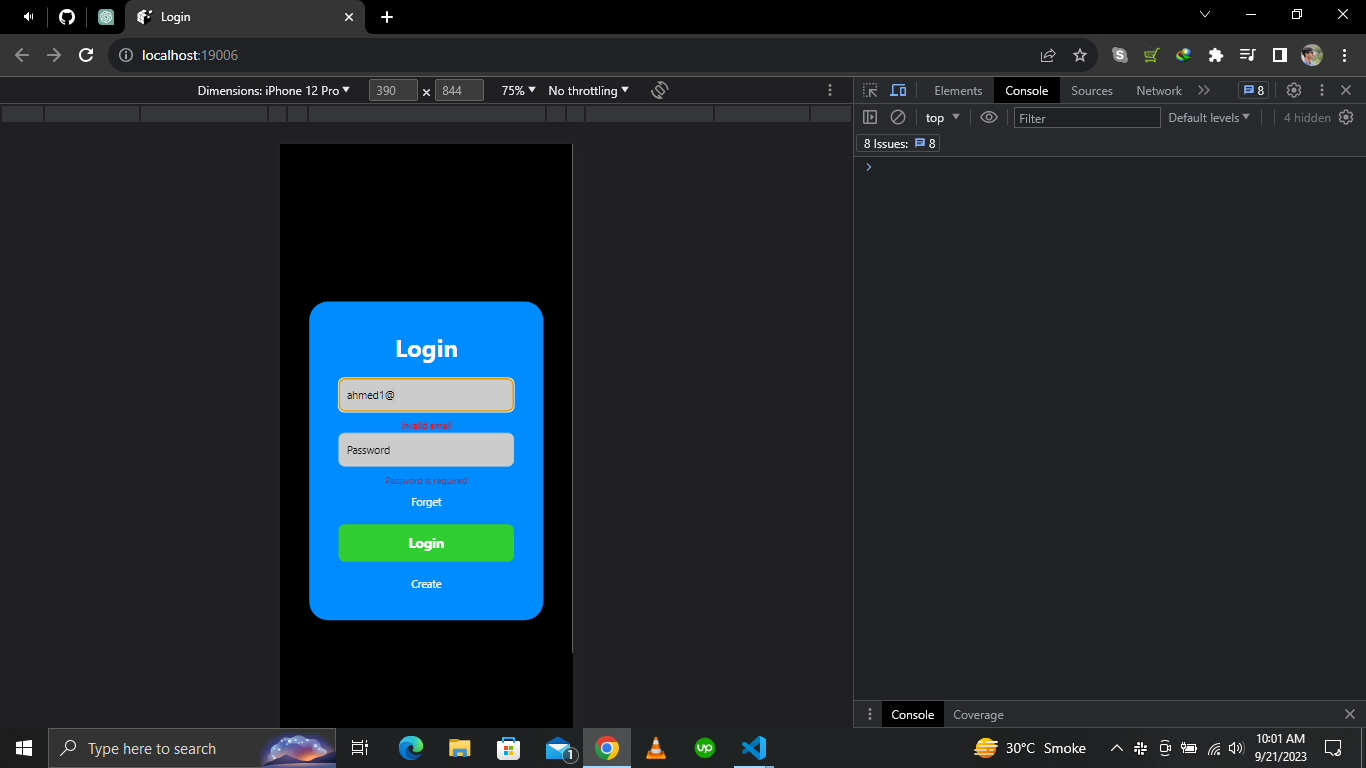 Login
localhost:19006
Dimensions: iPhone 12 Pro
390
x
844
75%
No throttling
Elements
Console
Sources
Network
8
top
Filter
Default levels
4 hidden
8 Issues:
8
Login
ahmed1@
Invalid email
Password
Password is required
Forget
Login
Create
Console
Coverage
Type here to search
1
up
30°C Smoke
10:01 AM
9/21/2023